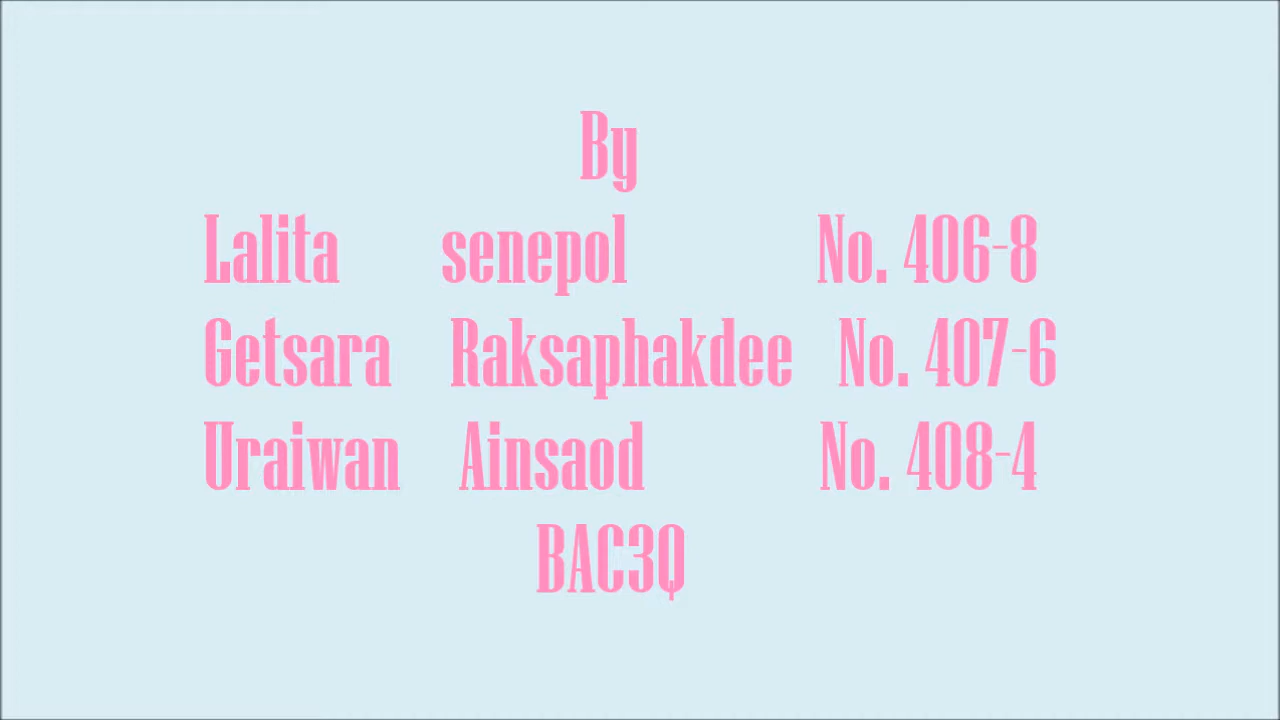 By
Lalita senepol No. 406-8
Getsara Raksaphakdee No. 407-6
Uraiwan Ainsaod No. 408-4
BAC3Q